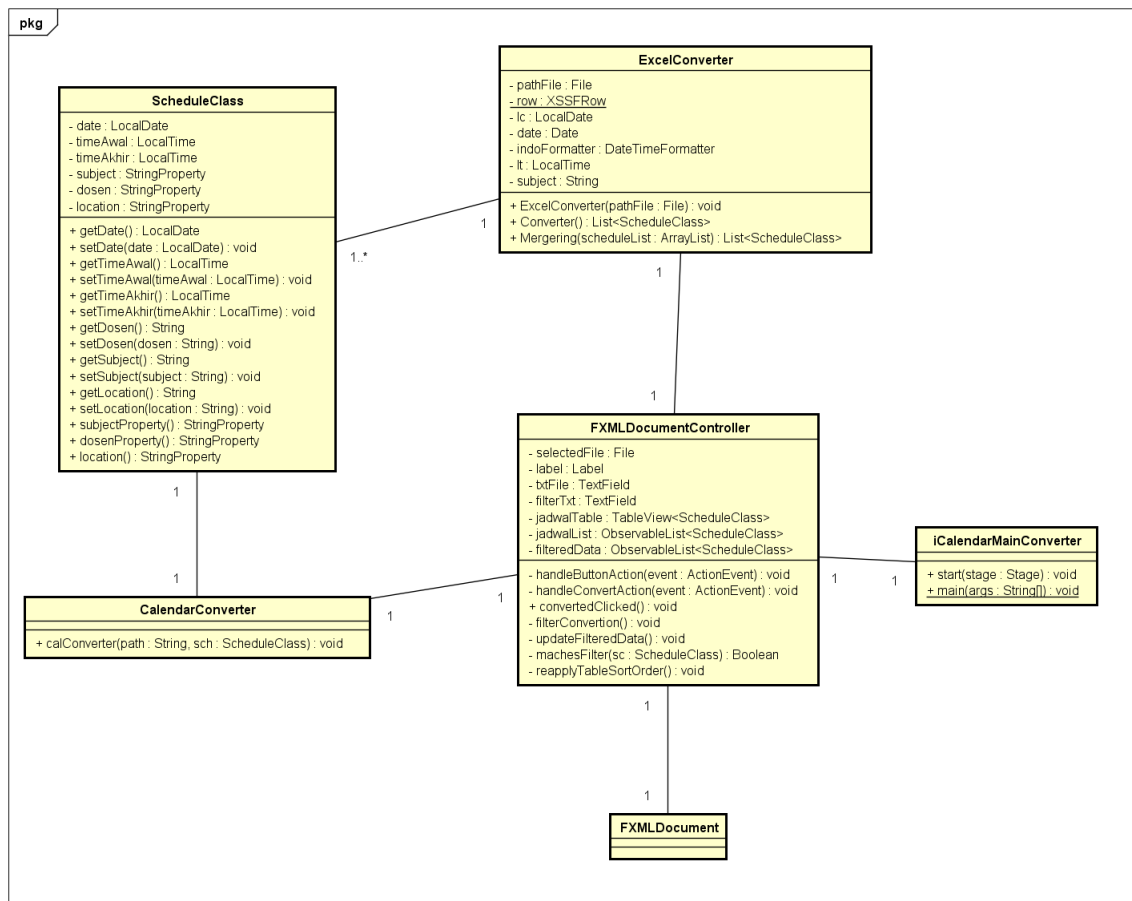 pkg
ScheduleClass
- date : LocalDate
- timeAwal : LocalTime
- timeAkhir : LocalTime
- subject : StringProperty
- dosen : StringProperty
- location : StringProperty
+ getDate() : LocalDate
+ setDate(date : LocalDate) : void
+ getTimeAwal() : LocalTime
+ setTimeAwal(timeAwal : LocalTime) : void
+ getTimeAkhir() : LocalTime
+ setTimeAkhir(timeAkhir : LocalTime) : void
+ getDosen() : String
+ setDosen(dosen : String) : void
+ getSubject() : String
+ setSubject(subject : String) : void
+ getLocation() : String
+ setLocation(location : String) : void
+ subjectProperty() : StringProperty
+ dosenProperty() : StringProperty
+ location() : StringProperty
ExcelConverter
- pathFile : File
- row : XSSFRow
- lc : LocalDate
- date : Date
- indoFormatter : DateTimeFormatter
- lt : LocalTime
- subject : String
+ ExcelConverter(pathFile : File) : void
+ Converter() : List<ScheduleClass>
+ Mergering(scheduleList : ArrayList) : List<ScheduleClass>
1
1..*
1
1
FXMLDocumentController
- selectedFile : File
- label : Label
- txtFile : TextField
- filterTxt : TextField
- jadwalTable : TableView<ScheduleClass>
- jadwalList : ObservableList<ScheduleClass>
- filteredData : ObservableList<ScheduleClass>
- handleButtonAction(event : ActionEvent) : void
- handleConvertAction(event : ActionEvent) : void
+ convertedClicked() : void
- filterConvertion() : void
- updateFilteredData() : void
- machesFilter(sc : ScheduleClass) : Boolean
- reapplyTableSortOrder() : void
1
1
iCalendarMainConverter
+ start(stage : Stage) : void
+ main(args : String[]) : void
1
1
CalendarConverter
+ calConverter(path : String, sch : ScheduleClass) : void
1
1
1
1
FXMLDocument